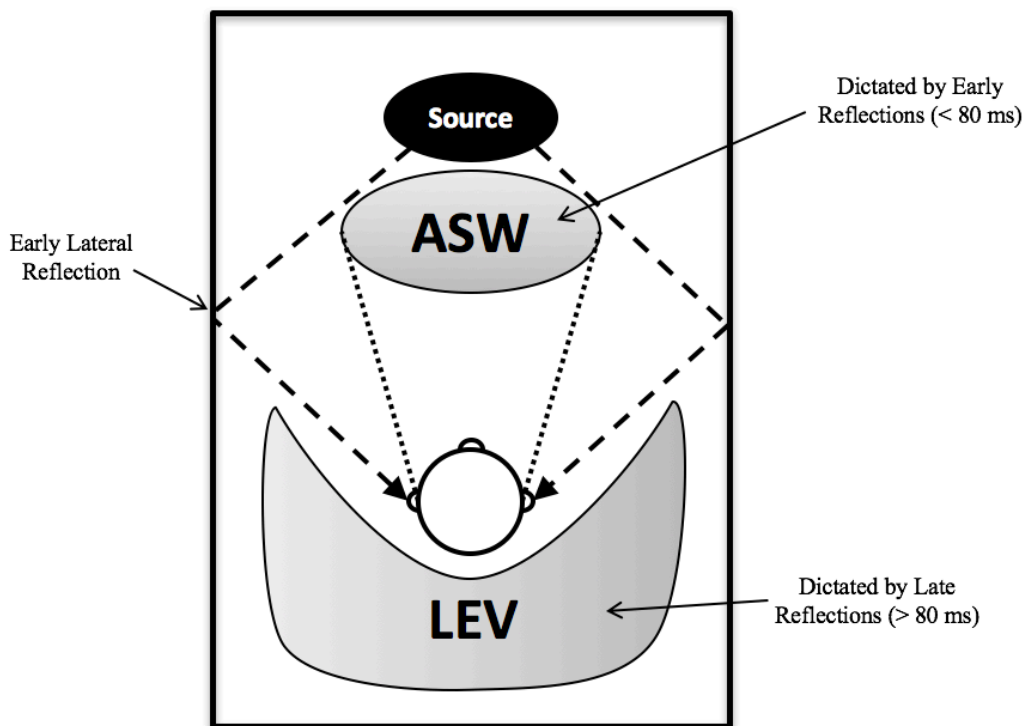 Source
Dictated by Early
Reflections (< 80 ms)
ASW
Early Lateral
Reflection
LEV
Dictated by Late
Reflections (> 80 ms)